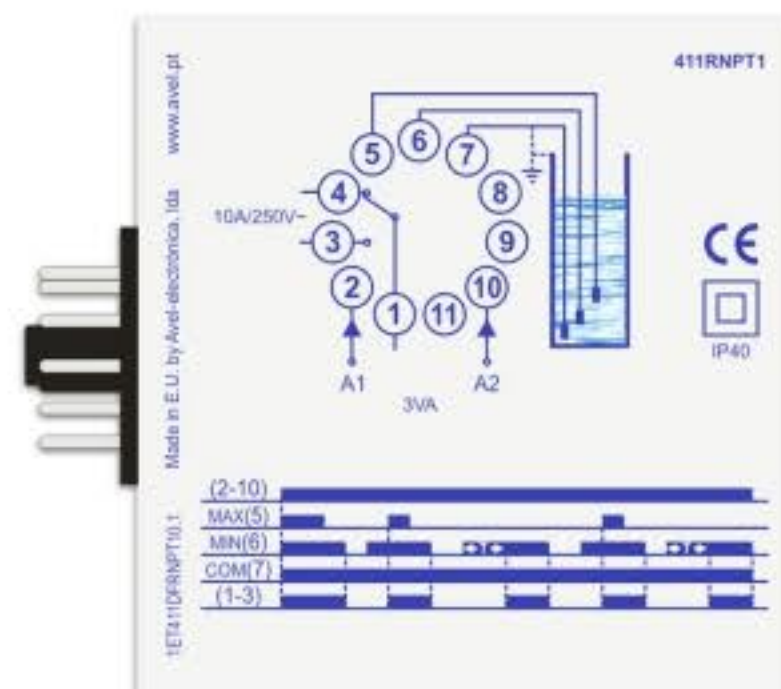 www.avel.pt
Made in E.U. by Avel-electronica, lda
1ET411DFRNPT10.1
411RNPT1
5
6
7
4
8
10A/250V~
3
9
2
10
1
11
A1
A2
3VA
CE
IP40
(2-10)
MAX(5)
MIN(6)
COM(7)
(1-3)